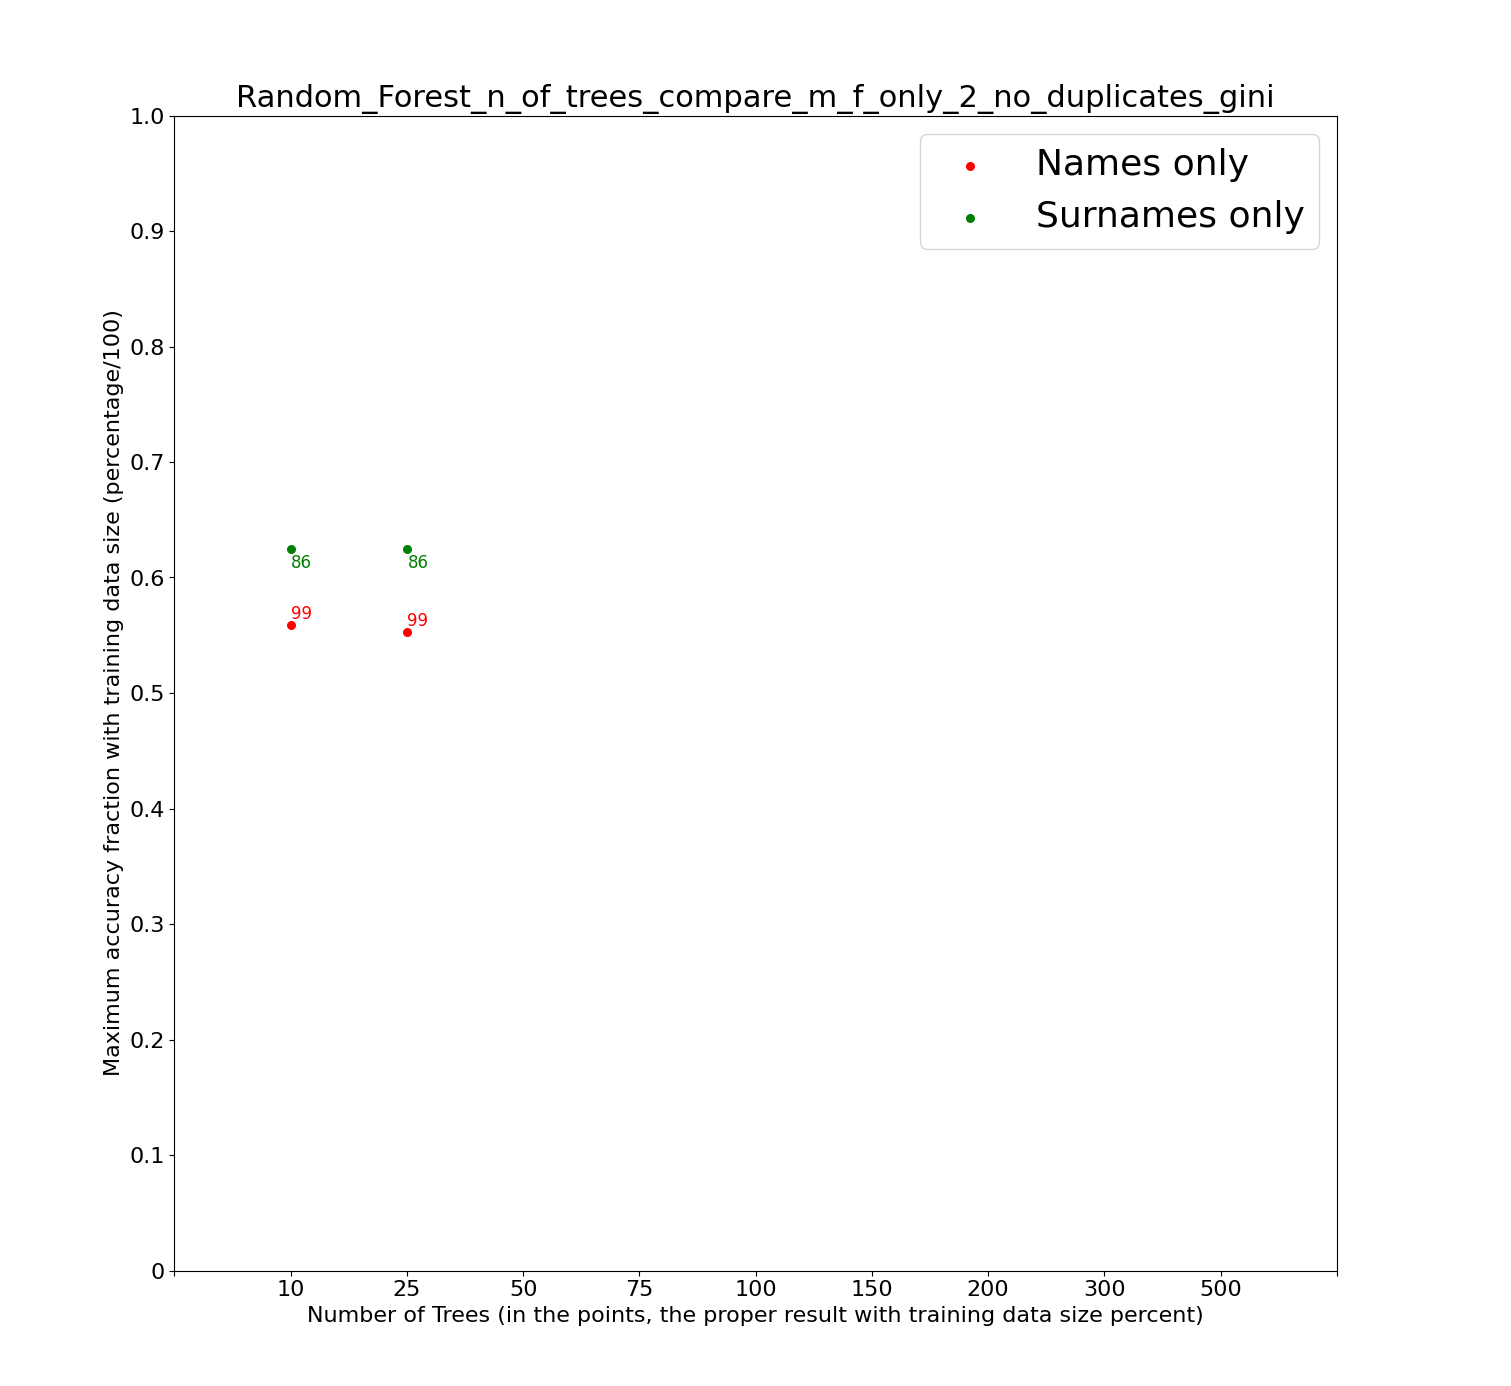 Random_Forest_n_of_trees_compare_m_f_only_2_no_duplicates_gini
Names only
Surnames only
Maximum accuracy fraction with training data size (percentage/100)
1.0
0.9
0.8
0.7
0.6
0.5
0.4
0.3
0.2
0.1
0
86
86
99
99
10 25 50 75 100 150 200 300 500
Number of Trees (in the points, the proper result with training data size percent)